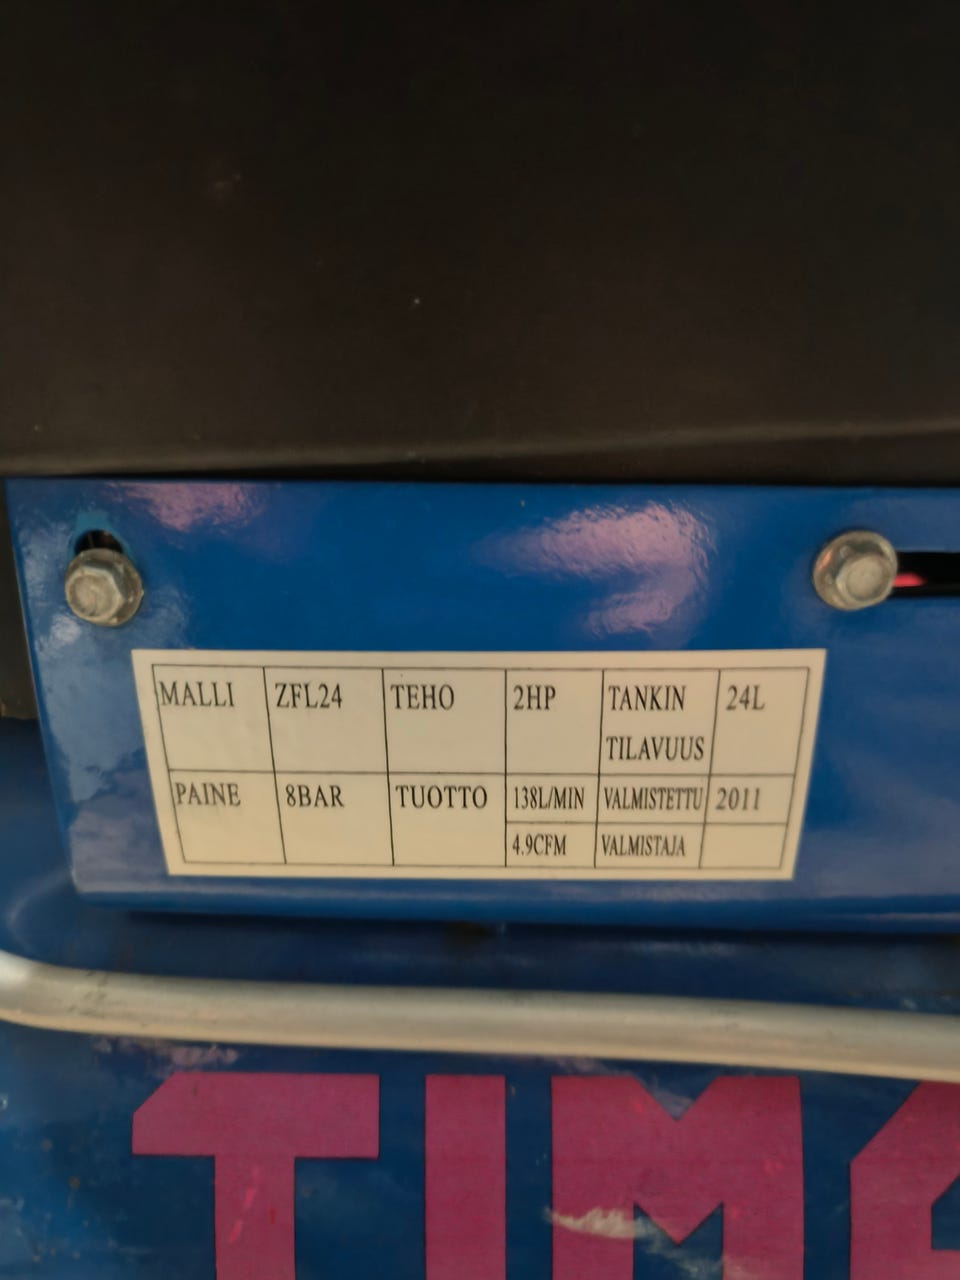 MALLI ZFL24 TEHO 2HP TANKIN TILAVUUS 24L
PAINE 8BAR TUOTTO 138L/MIN VALMISTETTU 2011
4.9CFM VALMISTAJA